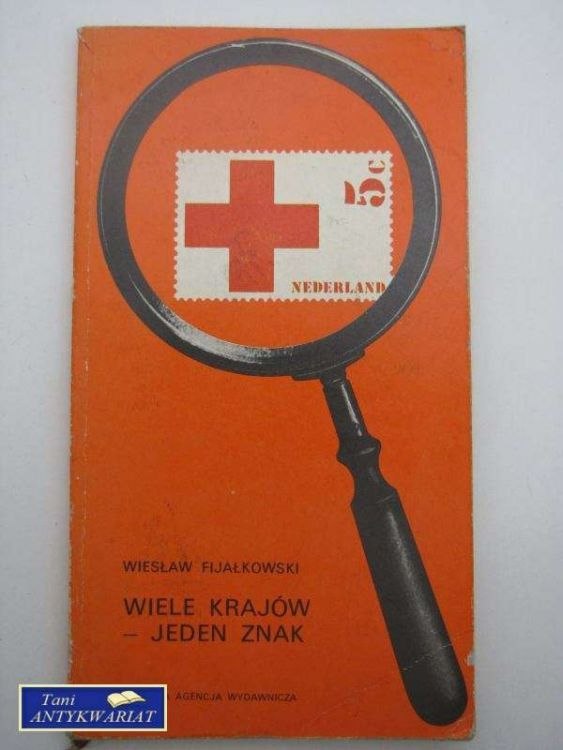 5c
NEDERLAND
WIESŁAW FIJAŁKOWSKI
WIELE KRAJÓW
– JEDEN ZNAK
AGENCJA WYDAWNICZA
Tani
ANTYKWARIAT